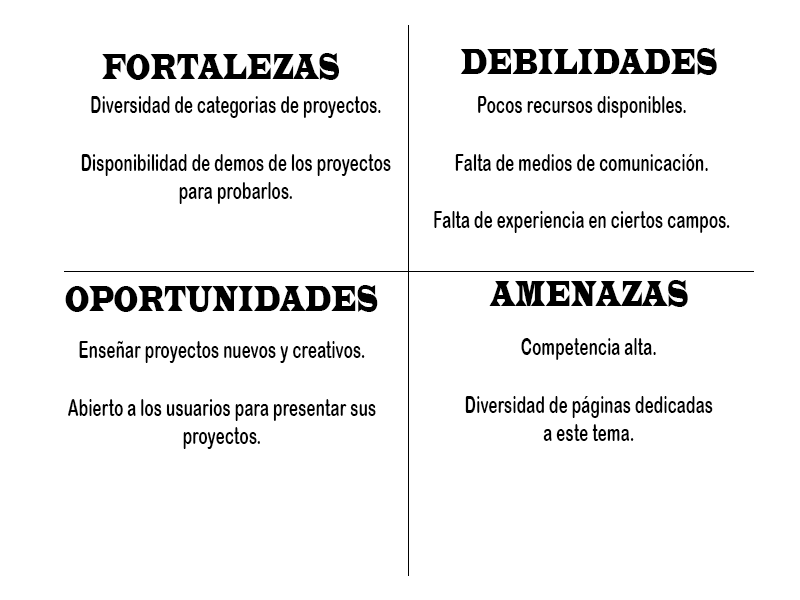 FORTALEZAS
Diversidad de categorias de proyectos.
Disponibilidad de demos de los proyectos
para probarlos.
DEBILIDADES
Pocos recursos disponibles.
Falta de medios de comunicación.
Falta de experiencia en ciertos campos.
OPORTUNIDADES
Enseñar proyectos nuevos y creativos.
Abierto a los usuarios para presentar sus
proyectos.
AMENAZAS
Competencia alta.
Diversidad de páginas dedicadas
a este tema.